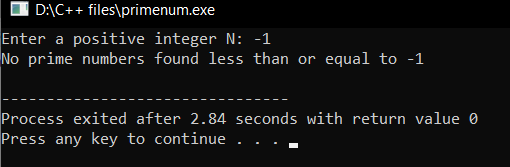 D:\C++ files\primenum.exe
Enter a positive integer N: -1
No prime numbers found less than or equal to -1
--------------------------------
Process exited after 2.84 seconds with return value 0
Press any key to continue . . .